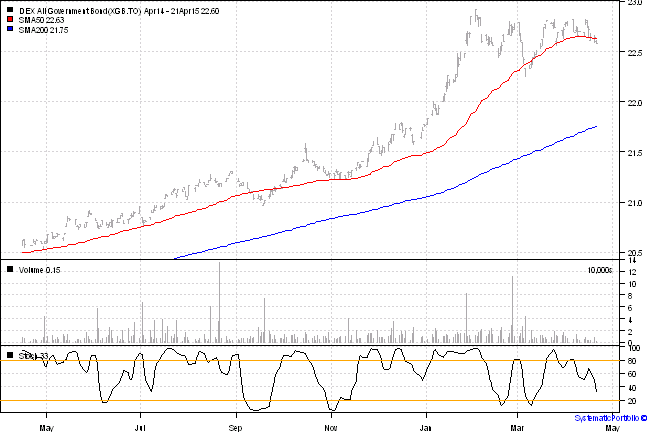 DEX All Government Bond(XGB.TO) Apr14 - 21Apr15 22.60
SMA50 22.63
SMA200 21.75
23.0
22.5
22.0
21.5
21.0
20.5
Volume 0.15
10,000s
14
12
10
8
6
4
2
0
33
100
80
60
40
20
May
Jul
Sep
Nov
Jan
Mar
May
SystematicPortfolio ©